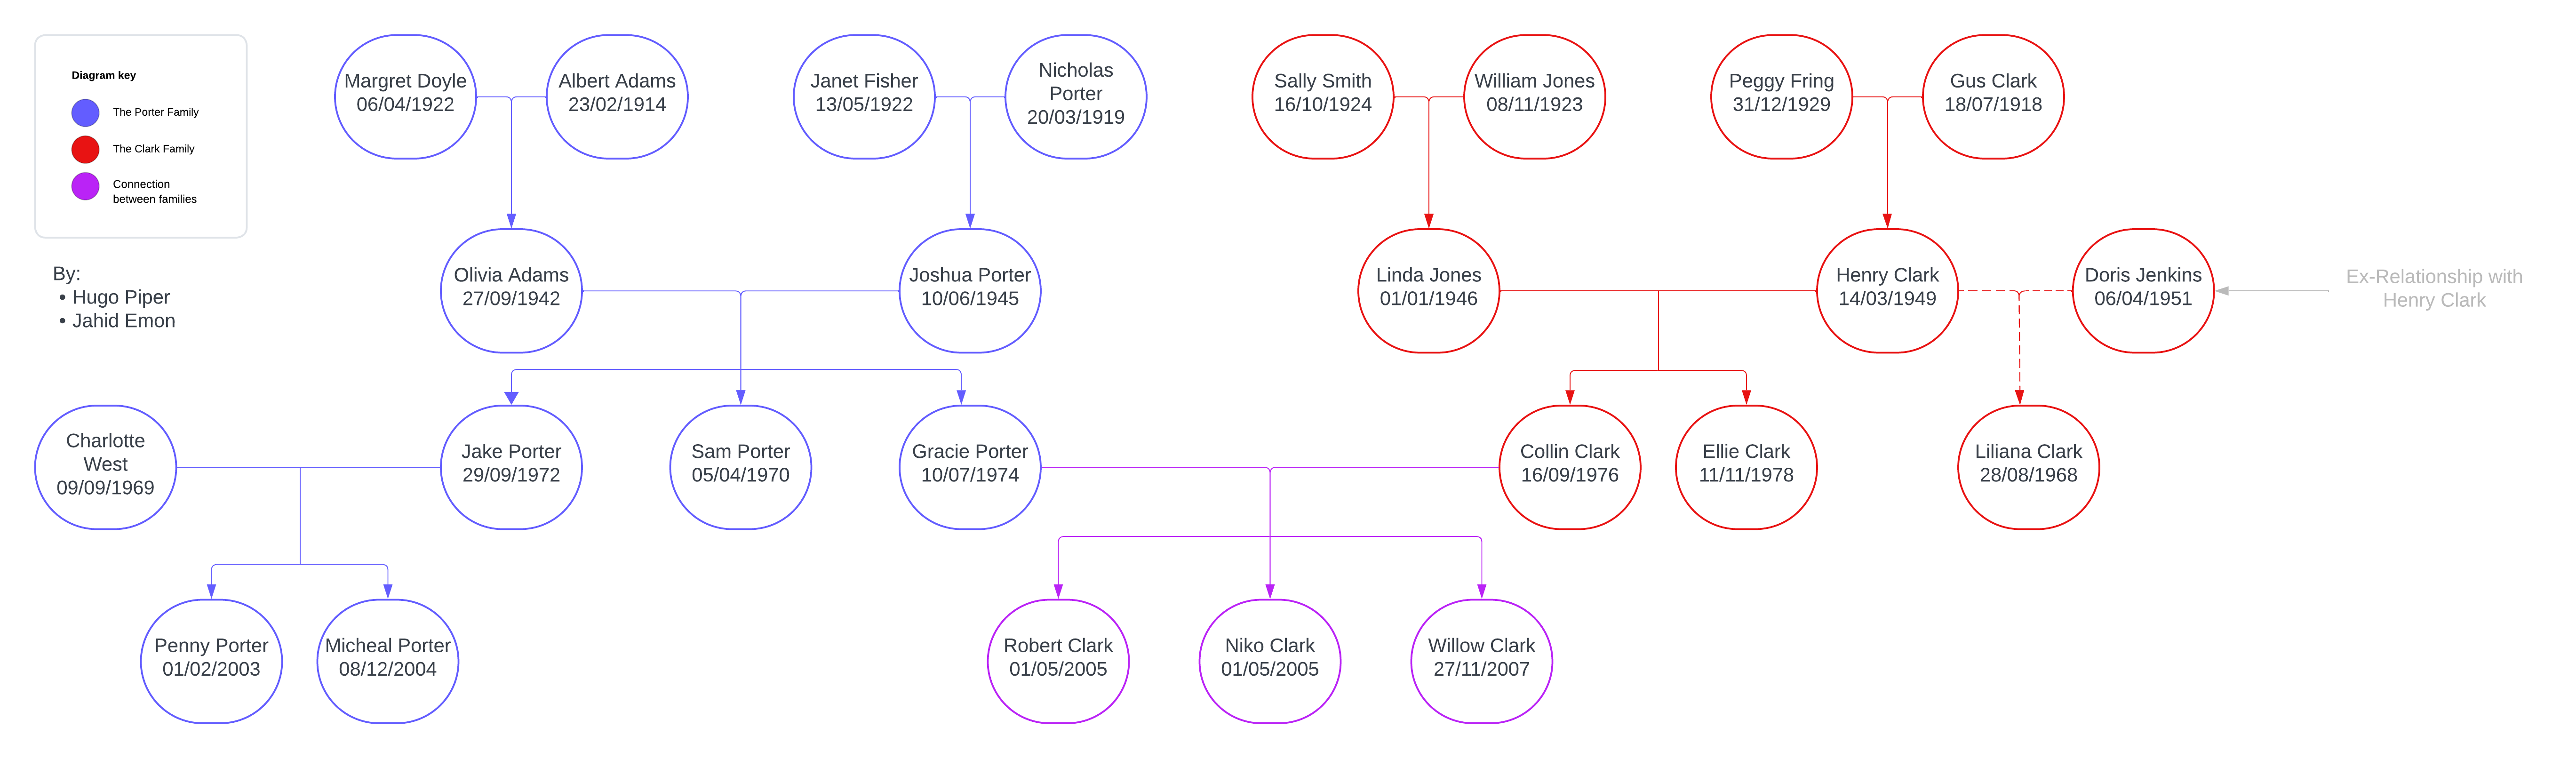 Diagram key
The Porter Family
The Clark Family
Connection
between families
By:
• Hugo Piper
• Jahid Emon
Margret Doyle
06/04/1922
Albert Adams
23/02/1914
Janet Fisher
13/05/1922
Nicholas
Porter
20/03/1919
Sally Smith
16/10/1924
William Jones
08/11/1923
Peggy Fring
31/12/1929
Gus Clark
18/07/1918
Olivia Adams
27/09/1942
Joshua Porter
10/06/1945
Linda Jones
01/01/1946
Henry Clark
14/03/1949
Doris Jenkins
06/04/1951
Ex-Relationship with
Henry Clark
Charlotte
West
09/09/1969
Jake Porter
29/09/1972
Sam Porter
05/04/1970
Gracie Porter
10/07/1974
Collin Clark
16/09/1976
Ellie Clark
11/11/1978
Liliana Clark
28/08/1968
Penny Porter
01/02/2003
Micheal Porter
08/12/2004
Robert Clark
01/05/2005
Niko Clark
01/05/2005
Willow Clark
27/11/2007